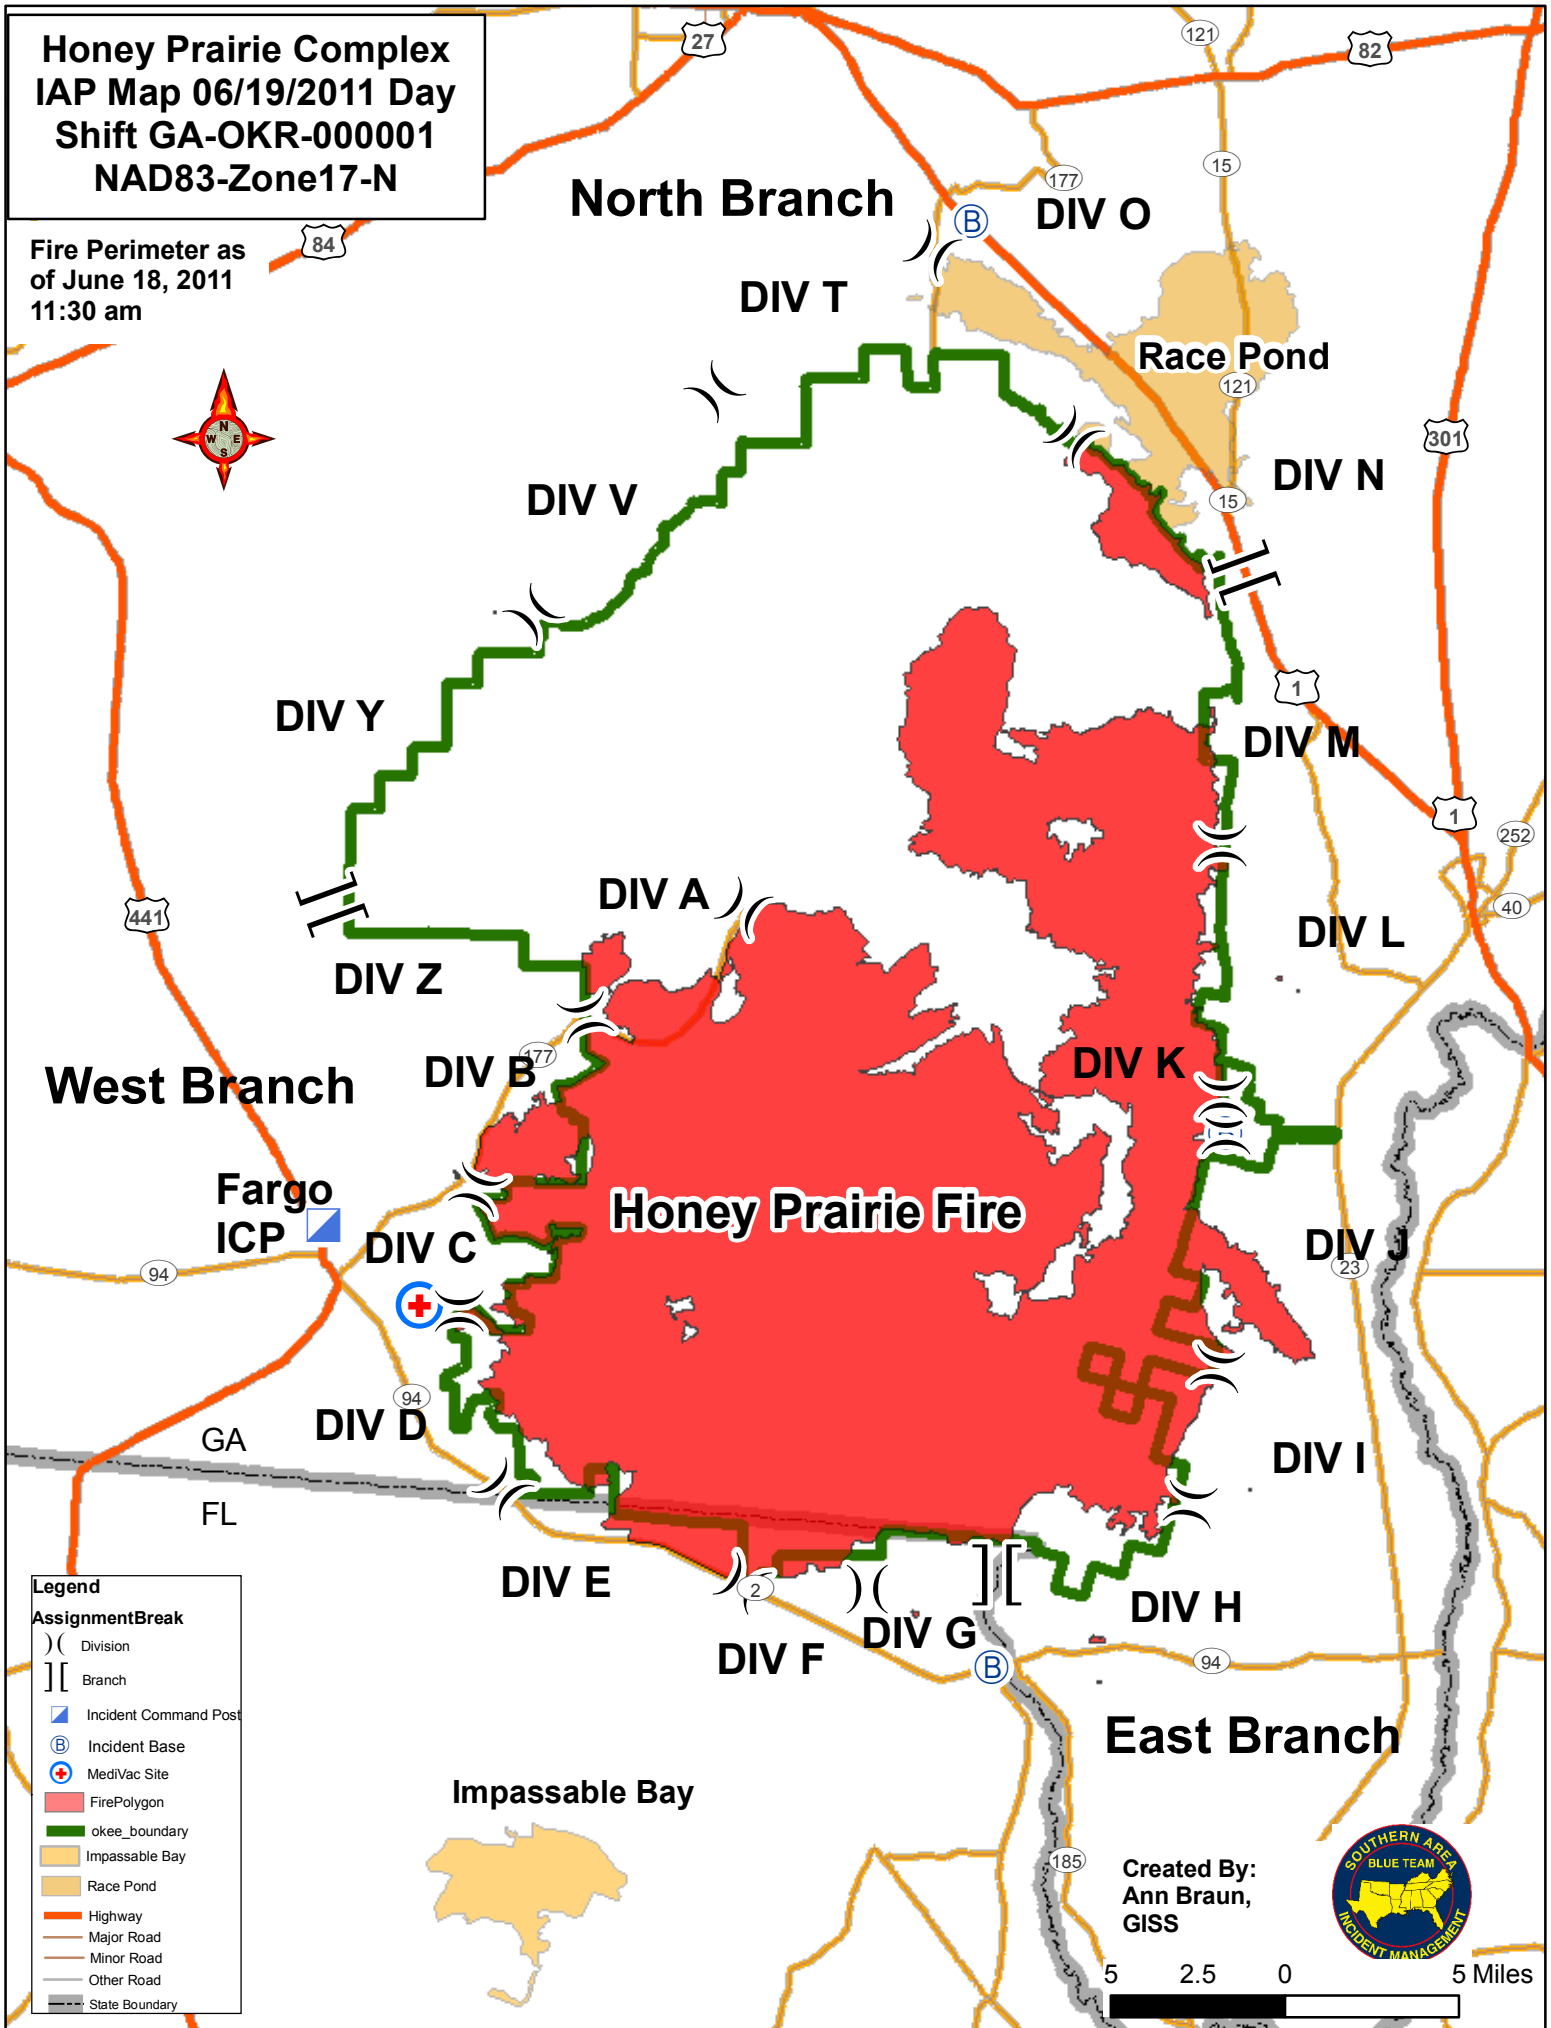 Honey Prairie Complex
IAP Map 06/19/2011 Day
Shift GA-OKR-000001
NAD83-Zone17-N
Fire Perimeter as
of June 18, 2011
11:30 am
27
121
82
84
15
177
North Branch
B
DIV O
DIV T
Race Pond
121
N
W E
S
301
DIV N
DIV V
15
DIV Y
1
DIV M
1
252
DIV A
441
40
DIV L
DIV Z
177
DIV B
DIV K
West Branch
Fargo
ICP
Honey Prairie Fire
DIV C
DIV J
94
23
94
DIV D
GA
DIV I
FL
DIV E
2
DIV H
DIV G
DIV F
94
B
East Branch
Legend
AssignmentBreak
Division
Branch
Incident Command Post
B Incident Base
MediVac Site
FirePolygon
okee_boundary
Impassable Bay
Race Pond
Highway
Major Road
Minor Road
Other Road
State Boundary
Impassable Bay
185
Created By:
Ann Braun,
GISS
SOUTHERN AREA
BLUE TEAM
INCIDENT MANAGEMENT
5 2.5 0 5 Miles